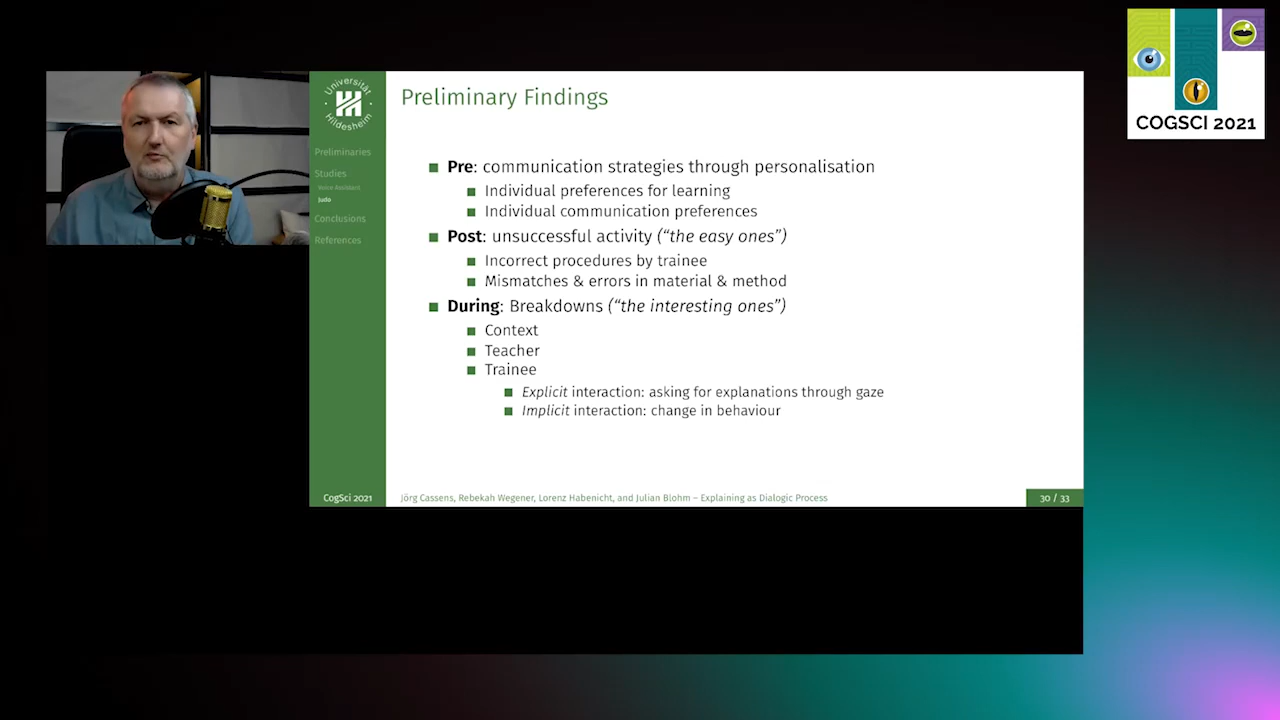 COGSCI 2021
Universität
Hildesheim
Preliminaries
Studies
Voice Assistant
Judo
Conclusions
References
CogSci 2021
Preliminary Findings
Pre: communication strategies through personalisation
Individual preferences for learning
Individual communication preferences
Post: unsuccessful activity (“the easy ones”)
Incorrect procedures by trainee
Mismatches & errors in material & method
During: Breakdowns (“the interesting ones”)
Context
Teacher
Trainee
Explicit interaction: asking for explanations through gaze
Implicit interaction: change in behaviour
Jörg Cassens, Rebekah Wegener, Lorenz Habenicht, and Julian Blohm – Explaining as Dialogic Process
30 / 33